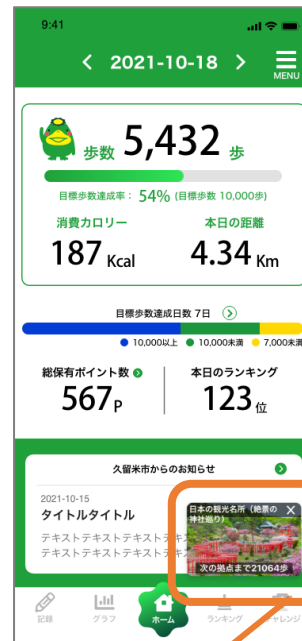 9:41
< 2021-10-18 >
MENU
歩数 5,432 歩
目標歩数達成率： 54% (目標歩数 10,000歩)
消費カロリー 本日の距離
187 Kcal 4.34 Km
目標歩数達成日数 7日
10,000以上 10,000未満 7,000未満
総保有ポイント数 本日のランキング
567P 123位
久留米市からのお知らせ
2021-10-15
タイトルタイトル
テキストテキストテキストテキ
テキストテキストテキストテキ
日本の観光名所（絶景の
神社巡り）
次の拠点まで21064歩
記録 グラフ ホーム ランキング チャレンジ